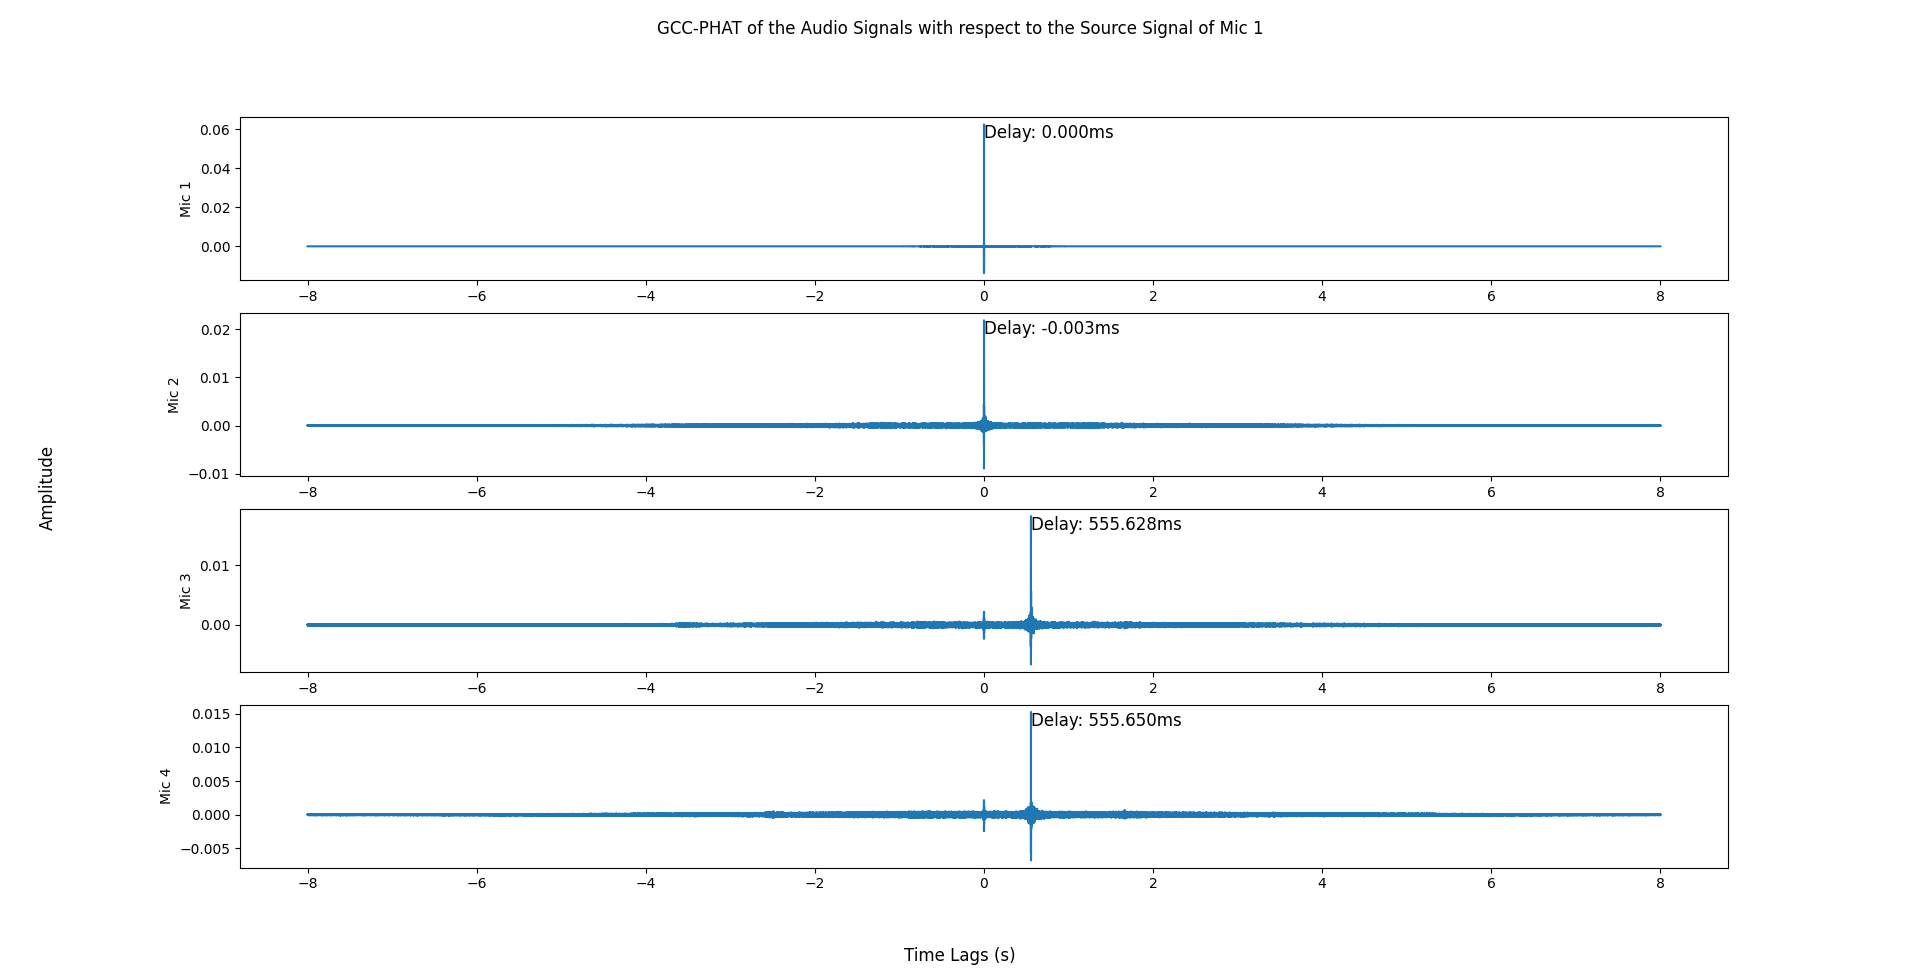 GCC-PHAT of the Audio Signals with respect to the Source Signal of Mic 1
Amplitude
Mic 1
0.06
0.04
0.02
0.00
Delay: 0.000ms
−8 −6 −4 −2 0 2 4 6 8
Mic 2
0.02
0.01
0.00
−0.01
Delay: -0.003ms
−8 −6 −4 −2 0 2 4 6 8
Mic 3
0.01
0.00
Delay: 555.628ms
−8 −6 −4 −2 0 2 4 6 8
Mic 4
0.015
0.010
0.005
0.000
−0.005
Delay: 555.650ms
−8 −6 −4 −2 0 2 4 6 8
Time Lags (s)